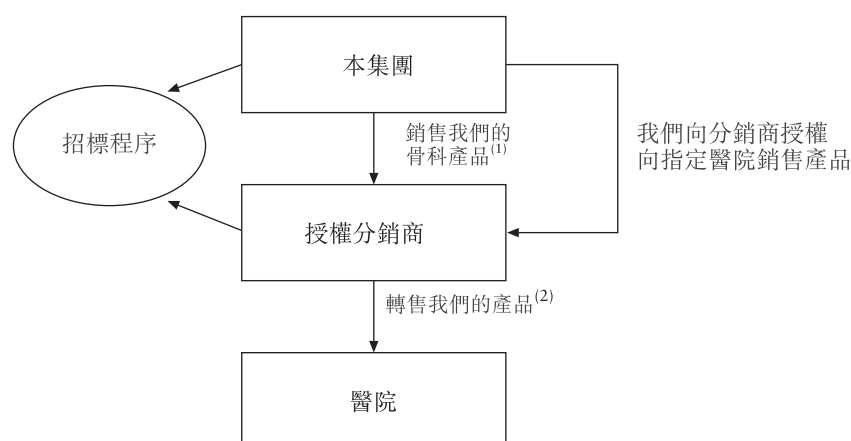 本集團
招標程序
銷售我們的
骨科產品(1)
我們向分銷商授權
向指定醫院銷售產品
授權分銷商
轉售我們的產品(2)
醫院